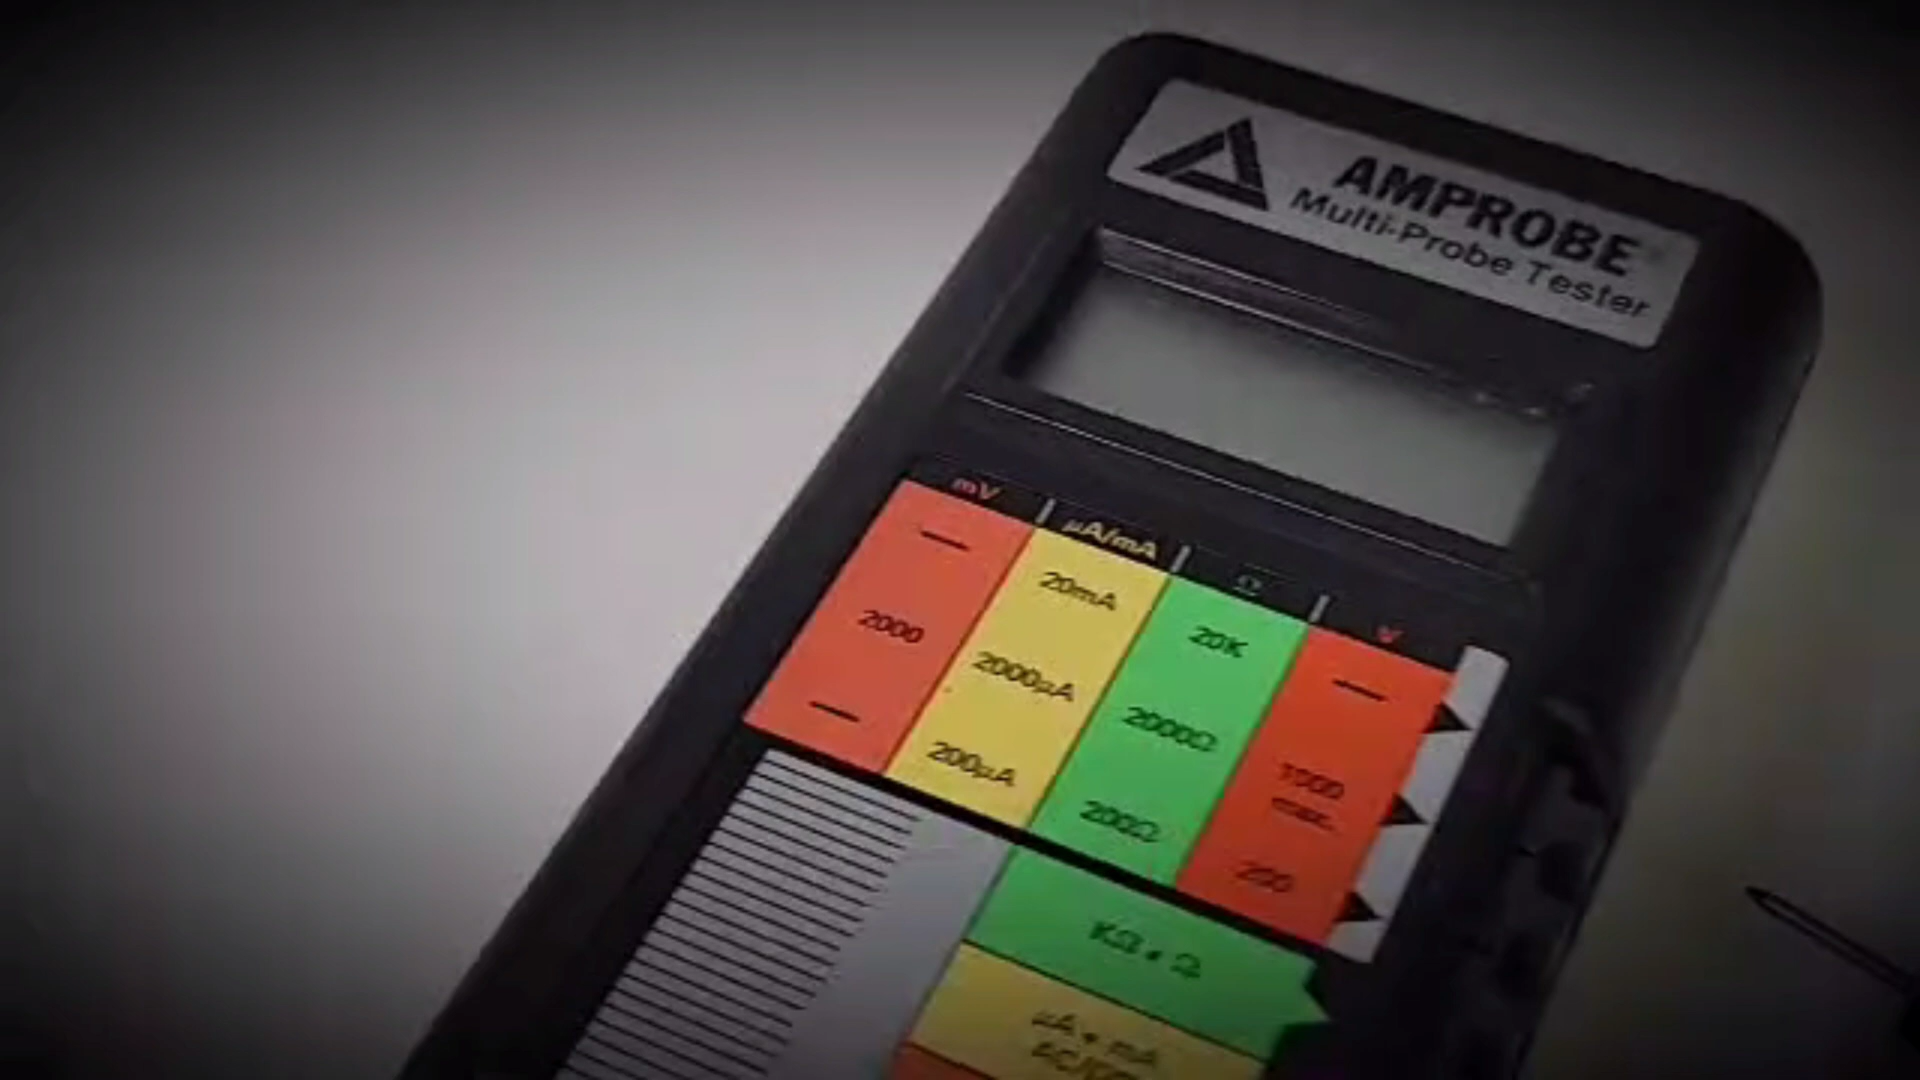 AMPROBE
Multi-Probe Tester
mV
µA/mA
Ω
V
—
20mA
20K
—
2000
2000µA
2000Ω
1000
—
200µA
200Ω
200
KΩ • Ω
µA • mA